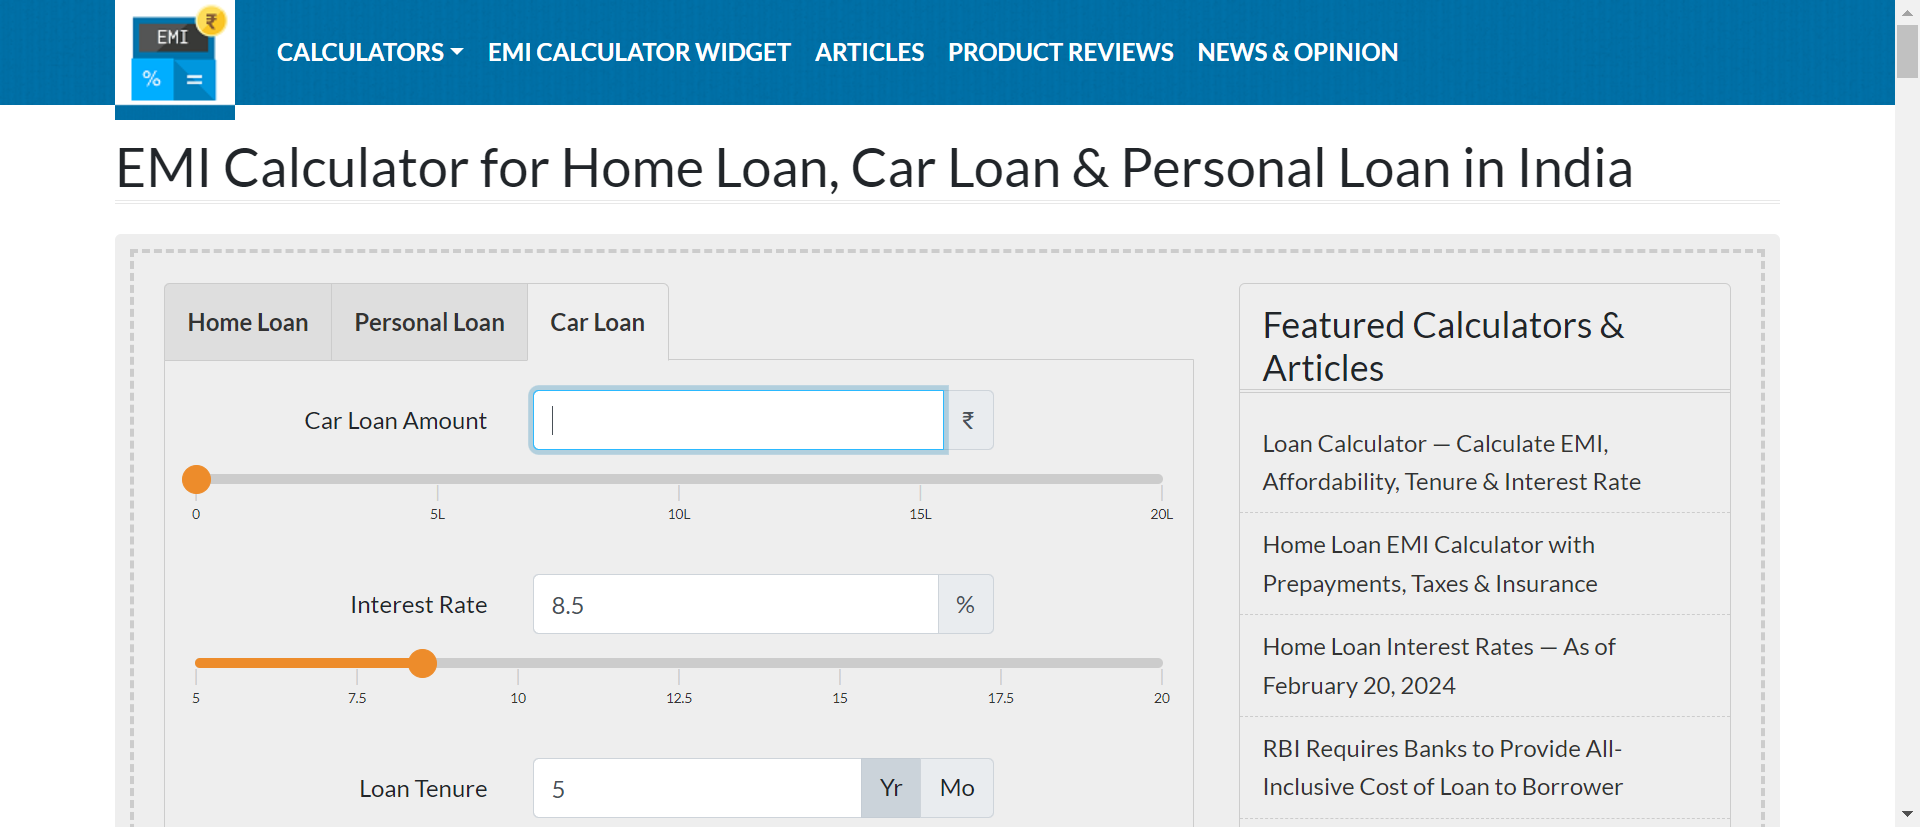 EMI
₹
%
=
CALCULATORS
EMI CALCULATOR WIDGET
ARTICLES
PRODUCT REVIEWS
NEWS & OPINION
EMI Calculator for Home Loan, Car Loan & Personal Loan in India
Home Loan
Personal Loan
Car Loan
Car Loan Amount
₹
0
5L
10L
15L
20L
Interest Rate
8.5
%
5
7.5
10
12.5
15
17.5
20
Loan Tenure
5
Yr
Mo
Featured Calculators &
Articles
Loan Calculator — Calculate EMI,
Affordability, Tenure & Interest Rate
Home Loan EMI Calculator with
Prepayments, Taxes & Insurance
Home Loan Interest Rates — As of
February 20, 2024
RBI Requires Banks to Provide All-
Inclusive Cost of Loan to Borrower